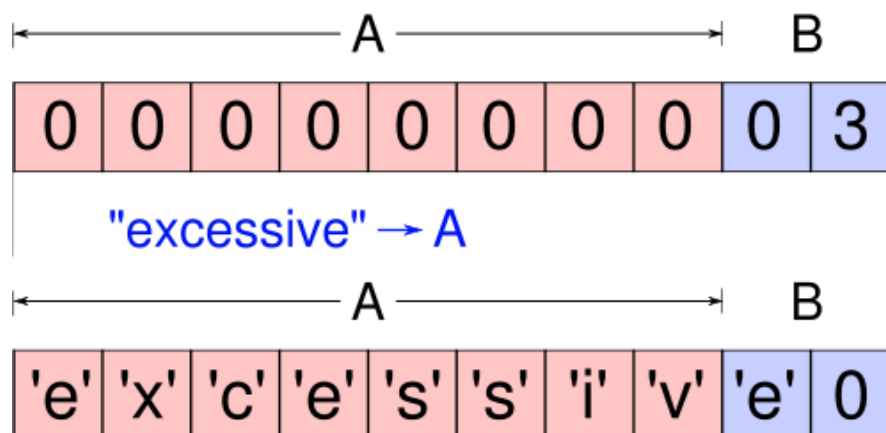 A B
0 0 0 0 0 0 0 0 0 3
"excessive" → A
A B
'e' 'x' 'c' 'e' 's' 's' 'i' 'v' 'e' 0